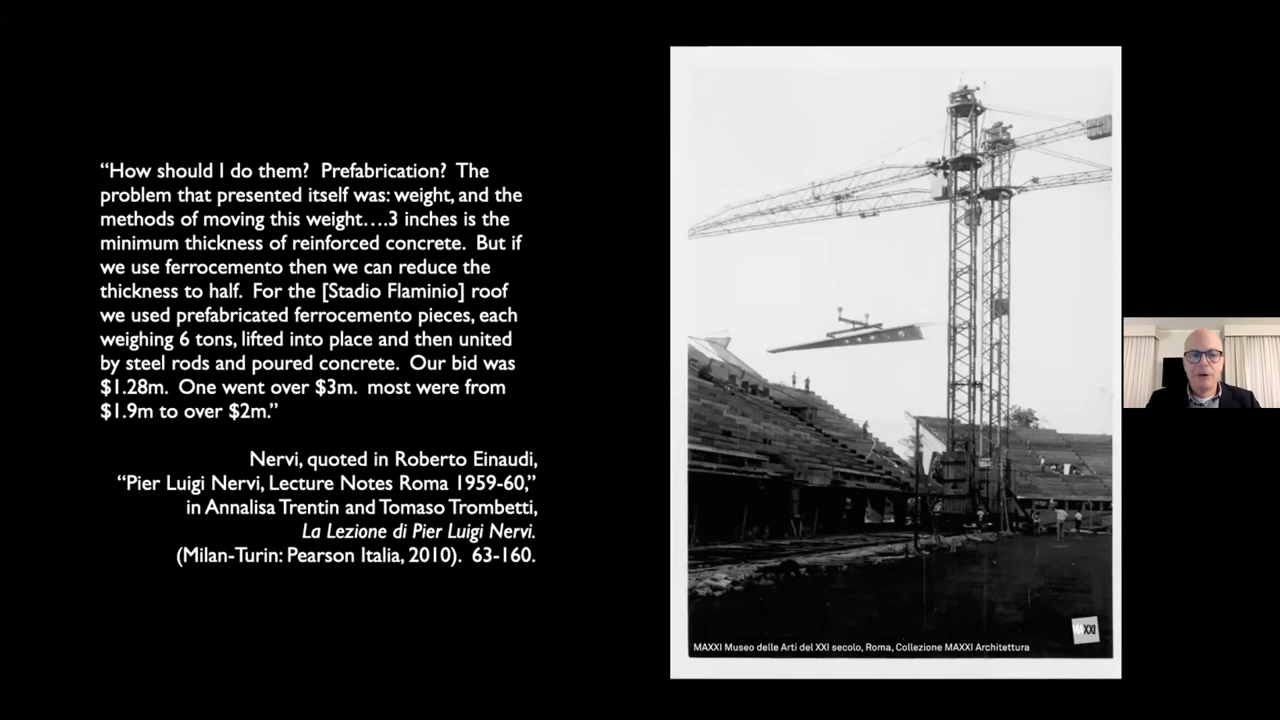 “How should I do them?  Prefabrication?  The
problem that presented itself was: weight, and the
methods of moving this weight….3 inches is the
minimum thickness of reinforced concrete.  But if
we use ferrocemento then we can reduce the
thickness to half.  For the [Stadio Flaminio] roof
we used prefabricated ferrocemento pieces, each
weighing 6 tons, lifted into place and then united
by steel rods and poured concrete.  Our bid was
$1.28m.  One went over $3m.  most were from
$1.9m to over $2m.”
Nervi, quoted in Roberto Einaudi,
“Pier Luigi Nervi, Lecture Notes Roma 1959-60,”
in Annalisa Trentin and Tomaso Trombetti,
La Lezione di Pier Luigi Nervi.
(Milan-Turin: Pearson Italia, 2010).  63-160.
MAXXI
MAXXI Museo delle Arti del XXI secolo, Roma, Collezione MAXXI Architettura